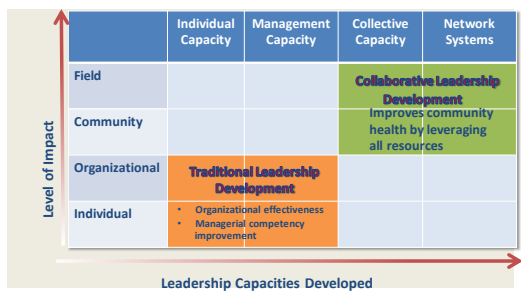 Individual Capacity
Management Capacity
Collective Capacity
Network Systems
Field
Collaborative Leadership
Development
Community
Improves community
health by leveraging
all resources
Organizational
Traditional Leadership
Development
Individual
• Organizational effectiveness
• Managerial competency
improvement
Level of Impact
Leadership Capacities Developed